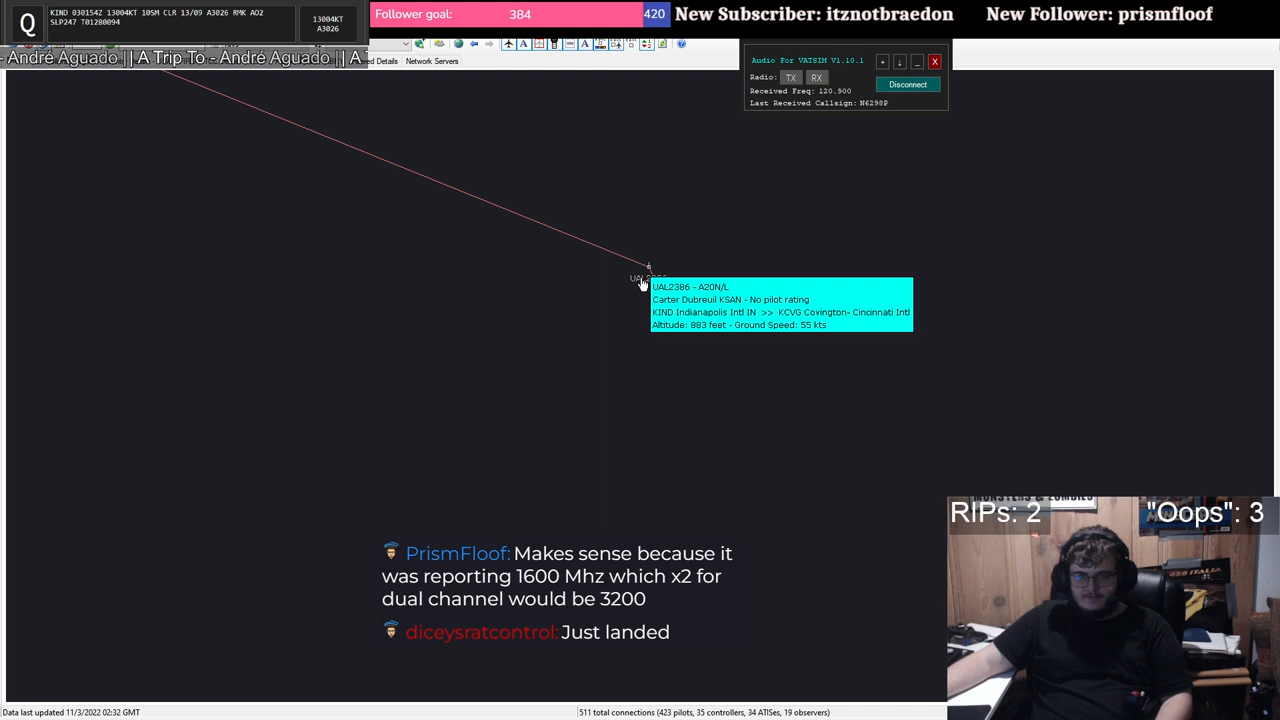 Q
KIND 030154Z 13004KT 10SM CLR 13/09 A3026 RMK AO2
SLP247 T01280094
13004KT
A3026
Follower goal:
384
420
New Subscriber: itznotbraedon
New Follower: prismfloof
- André Aguado || A Trip To - André Aguado || A
ed Details
Network Servers
Audio For VATSIM V1.10.1
+
↓
_
X
Radio:
TX
RX
Disconnect
Received Freq: 120.900
Last Received Callsign: N6298P
UAL2386 - A20N/L
Carter Dubreuil KSAN - No pilot rating
KIND Indianapolis Intl IN >> KCVG Covington- Cincinnati Intl
Altitude: 883 feet - Ground Speed: 55 kts
RIPs: 2
"Oops": 3
PrismFloof: Makes sense because it
was reporting 1600 Mhz which x2 for
dual channel would be 3200
diceysratcontrol: Just landed
Data last updated 11/3/2022 02:32 GMT
511 total connections (423 pilots, 35 controllers, 34 ATISes, 19 observers)